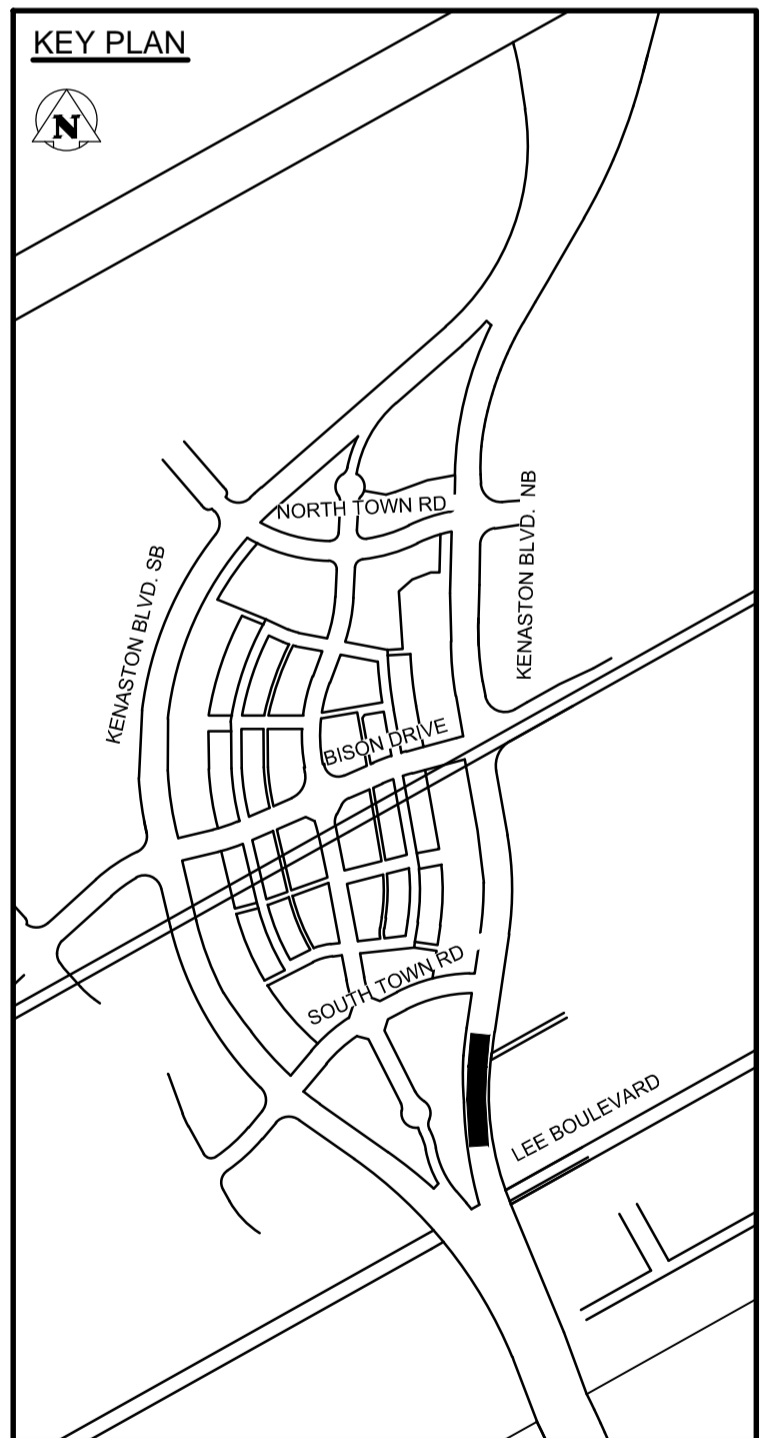 KEY PLAN
N
NORTH TOWN RD
KENASTON BLVD. NB
KENASTON BLVD. SB
BISON DRIVE
SOUTH TOWN RD
LEE BOULEVARD